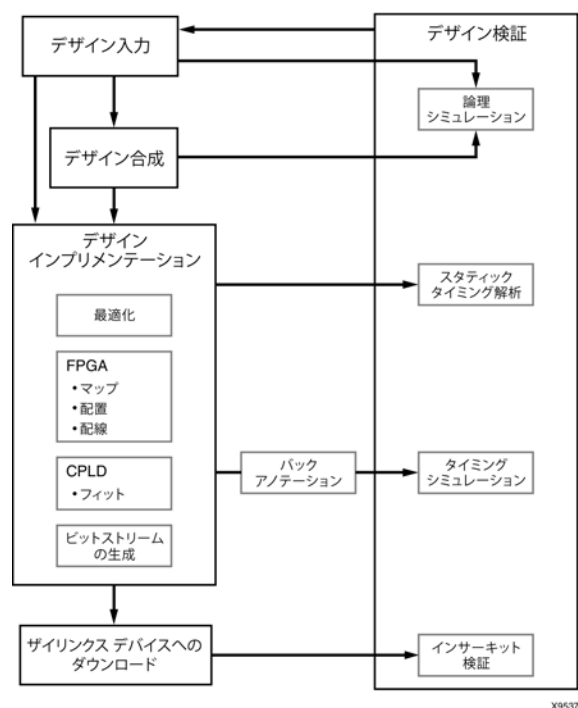 デザイン入力
デザイン検証
論理
シミュレーション
デザイン合成
デザイン
インプリメンテーション
スタティック
タイミング解析
最適化
FPGA
・マップ
・配置
・配線
バック
アノテーション
タイミング
シミュレーション
CPLD
・フィット
ビットストリーム
の生成
ザイリンクス デバイスへの
ダウンロード
インサーキット
検証
X9537